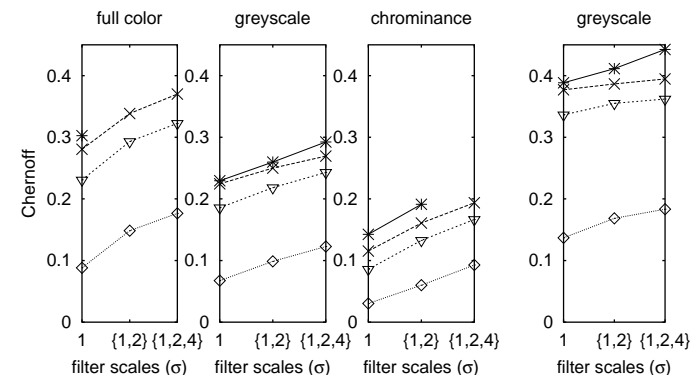 full color greyscale chrominance greyscale
0.4 0.4 0.4 0.4
0.3 0.3 0.3 0.3
Chernoff
0.2 0.2 0.2 0.2
0.1 0.1 0.1 0.1
0 0 0 0
1 {1,2} {1,2,4} 1 {1,2} {1,2,4} 1 {1,2} {1,2,4} 1 {1,2} {1,2,4}
filter scales (σ) filter scales (σ) filter scales (σ) filter scales (σ)